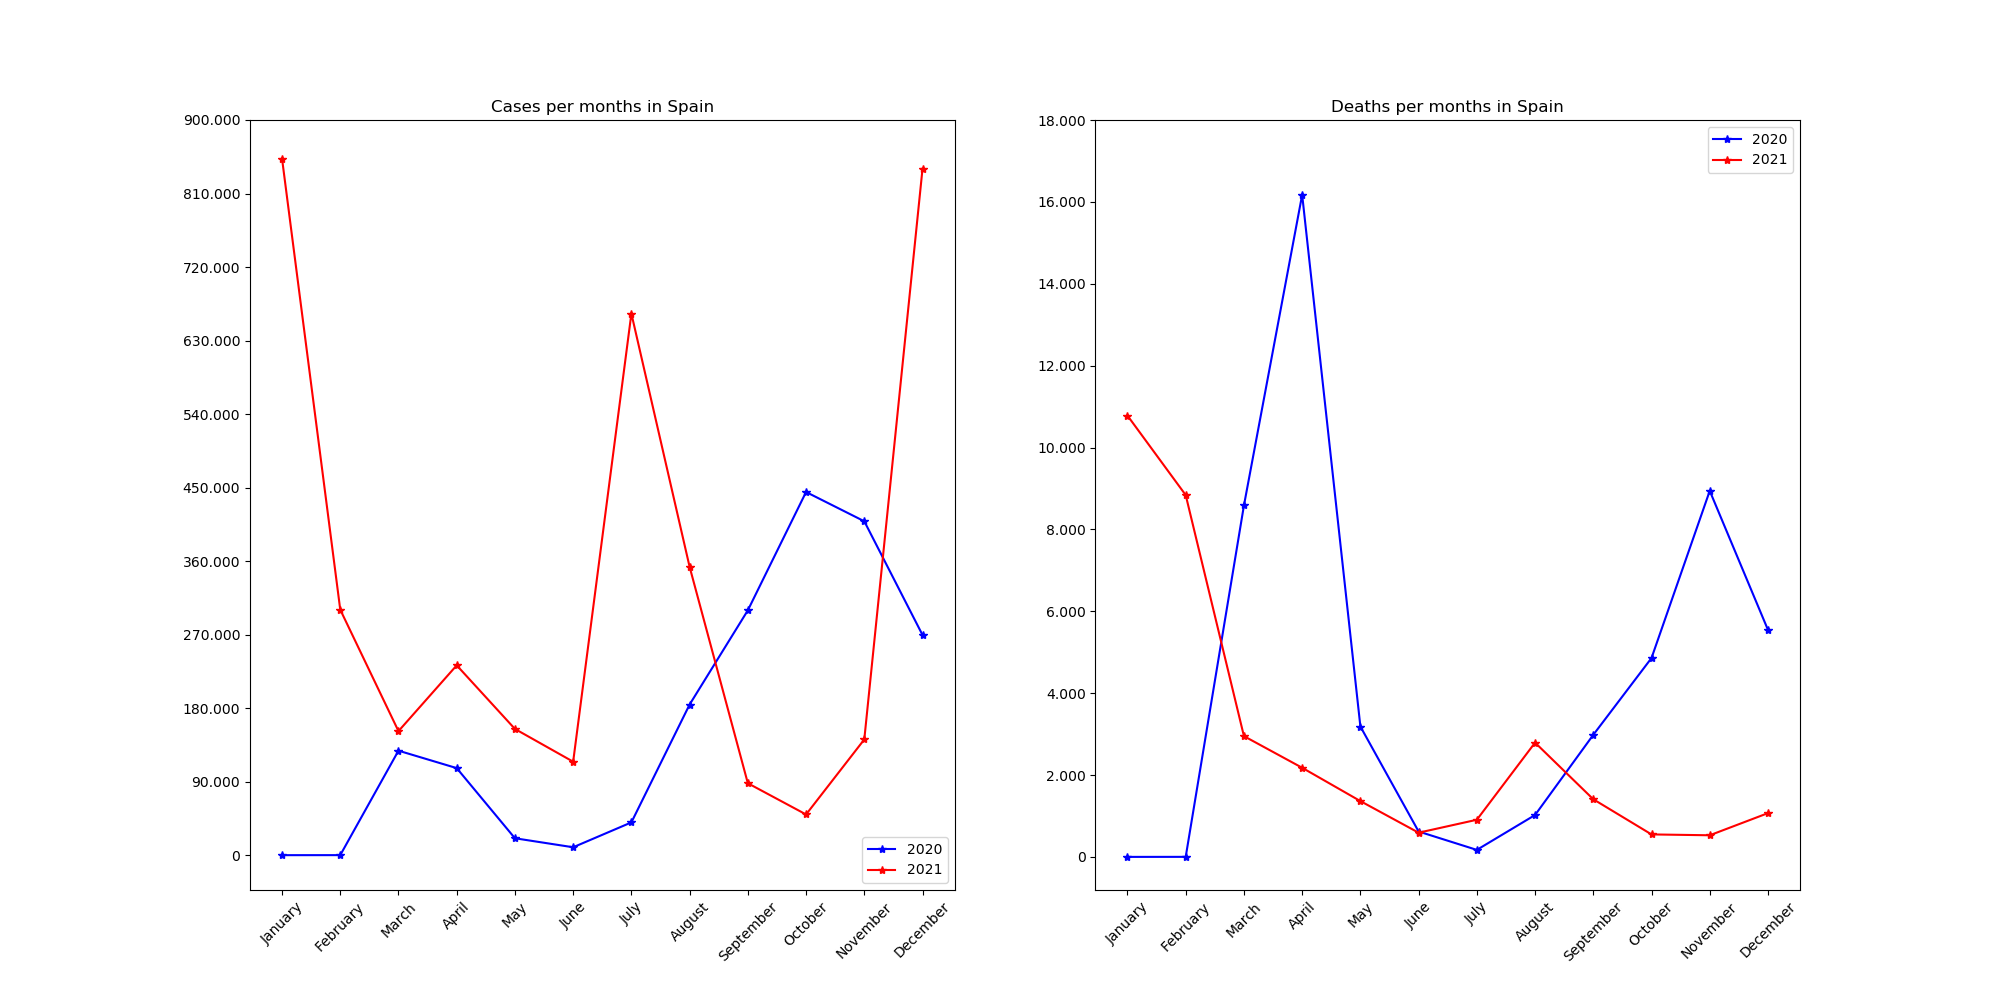 Cases per months in Spain
900.000
810.000
720.000
630.000
540.000
450.000
360.000
270.000
180.000
90.000
0
2020
2021
January
February
March
April
May
June
July
August
September
October
November
December
Deaths per months in Spain
18.000
16.000
14.000
12.000
10.000
8.000
6.000
4.000
2.000
0
2020
2021
January
February
March
April
May
June
July
August
September
October
November
December